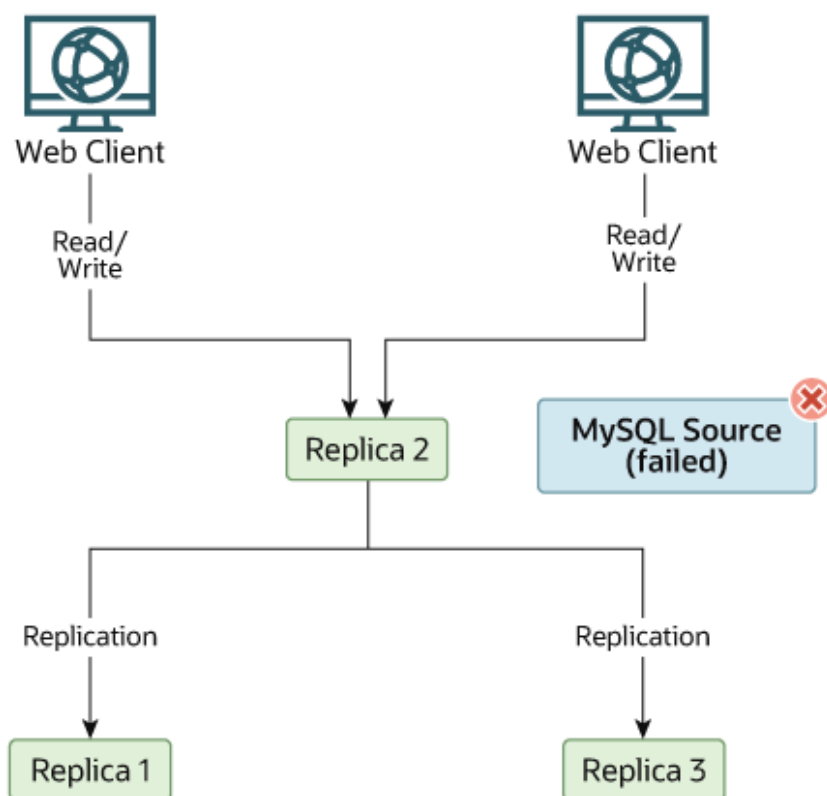 Web Client
Web Client
Read/
Write
Read/
Write
Replica 2
MySQL Source
(failed)
Replication
Replication
Replica 1
Replica 3